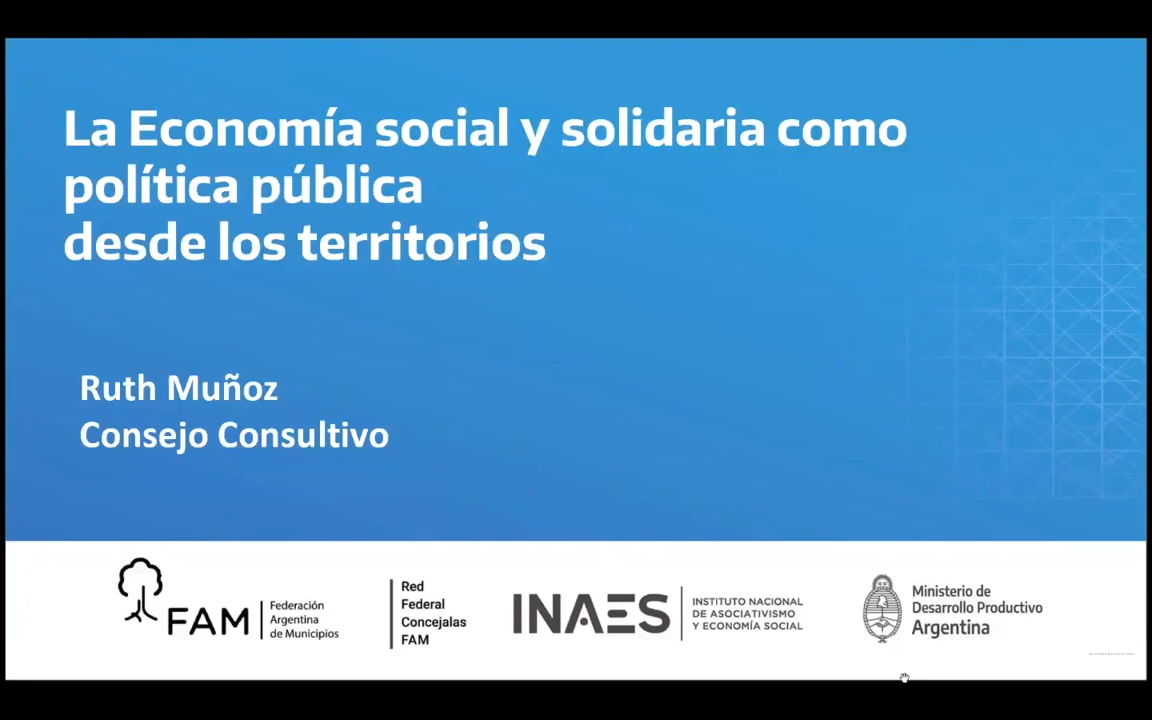 La Economía social y solidaria como
política pública
desde los territorios
Ruth Muñoz
Consejo Consultivo
FAM
Federación
Argentina
de Municipios
Red
Federal
Concejalas
FAM
INAES
INSTITUTO NACIONAL
DE ASOCIATIVISMO
Y ECONOMÍA SOCIAL
Ministerio de
Desarrollo Productivo
Argentina